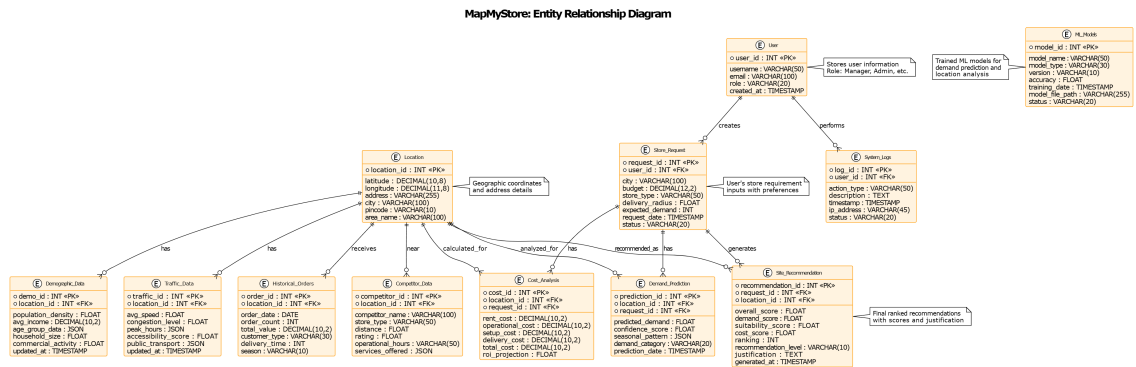 MapMyStore: Entity Relationship Diagram
E User
user_id : INT «PK»
username : VARCHAR(50)
email : VARCHAR(100)
role : VARCHAR(20)
created_at : TIMESTAMP
Stores user information
Role: Manager, Admin, etc.
Trained ML models for
demand prediction and
location analysis
E ML_Models
model_id : INT «PK»
model_name : VARCHAR(50)
model_type : VARCHAR(30)
version : VARCHAR(10)
accuracy : FLOAT
training_date : TIMESTAMP
model_file_path : VARCHAR(255)
status : VARCHAR(20)
creates
performs
E Location
location_id : INT «PK»
latitude : DECIMAL(10,8)
longitude : DECIMAL(11,8)
address : VARCHAR(255)
city : VARCHAR(100)
pincode : VARCHAR(10)
area_name : VARCHAR(100)
Geographic coordinates
and address details
E Store_Request
request_id : INT «PK»
user_id : INT «FK»
city : VARCHAR(100)
budget : DECIMAL(12,2)
store_type : VARCHAR(50)
delivery_radius : FLOAT
expected_demand : INT
request_date : TIMESTAMP
status : VARCHAR(20)
User's store requirement
inputs with preferences
E System_Logs
log_id : INT «PK»
user_id : INT «FK»
action_type : VARCHAR(50)
description : TEXT
timestamp : TIMESTAMP
ip_address : VARCHAR(45)
status : VARCHAR(20)
has
has
receives
near
calculated_for
analyzed_for
has
recommended_as
has
generates
E Demographic_Data
demo_id : INT «PK»
location_id : INT «FK»
population_density : FLOAT
avg_income : DECIMAL(10,2)
age_group_data : JSON
household_size : FLOAT
commercial_activity : FLOAT
updated_at : TIMESTAMP
E Traffic_Data
traffic_id : INT «PK»
location_id : INT «FK»
avg_speed : FLOAT
congestion_level : FLOAT
peak_hours : JSON
accessibility_score : FLOAT
public_transport : JSON
updated_at : TIMESTAMP
E Historical_Orders
order_id : INT «PK»
location_id : INT «FK»
order_date : DATE
order_count : INT
total_value : DECIMAL(10,2)
customer_type : VARCHAR(30)
delivery_time : INT
season : VARCHAR(10)
E Competitor_Data
competitor_id : INT «PK»
location_id : INT «FK»
competitor_name : VARCHAR(100)
store_type : VARCHAR(50)
distance : FLOAT
rating : FLOAT
operational_hours : VARCHAR(50)
services_offered : JSON
E Cost_Analysis
cost_id : INT «PK»
location_id : INT «FK»
request_id : INT «FK»
rent_cost : DECIMAL(10,2)
operational_cost : DECIMAL(10,2)
setup_cost : DECIMAL(10,2)
delivery_cost : DECIMAL(10,2)
total_cost : DECIMAL(10,2)
roi_projection : FLOAT
E Demand_Prediction
prediction_id : INT «PK»
location_id : INT «FK»
request_id : INT «FK»
predicted_demand : FLOAT
confidence_score : FLOAT
seasonal_pattern : JSON
demand_category : VARCHAR(20)
prediction_date : TIMESTAMP
E Site_Recommendation
recommendation_id : INT «PK»
request_id : INT «FK»
location_id : INT «FK»
overall_score : FLOAT
demand_score : FLOAT
suitability_score : FLOAT
cost_score : FLOAT
ranking : INT
recommendation_level : VARCHAR(10)
justification : TEXT
generated_at : TIMESTAMP
Final ranked recommendations
with scores and justification